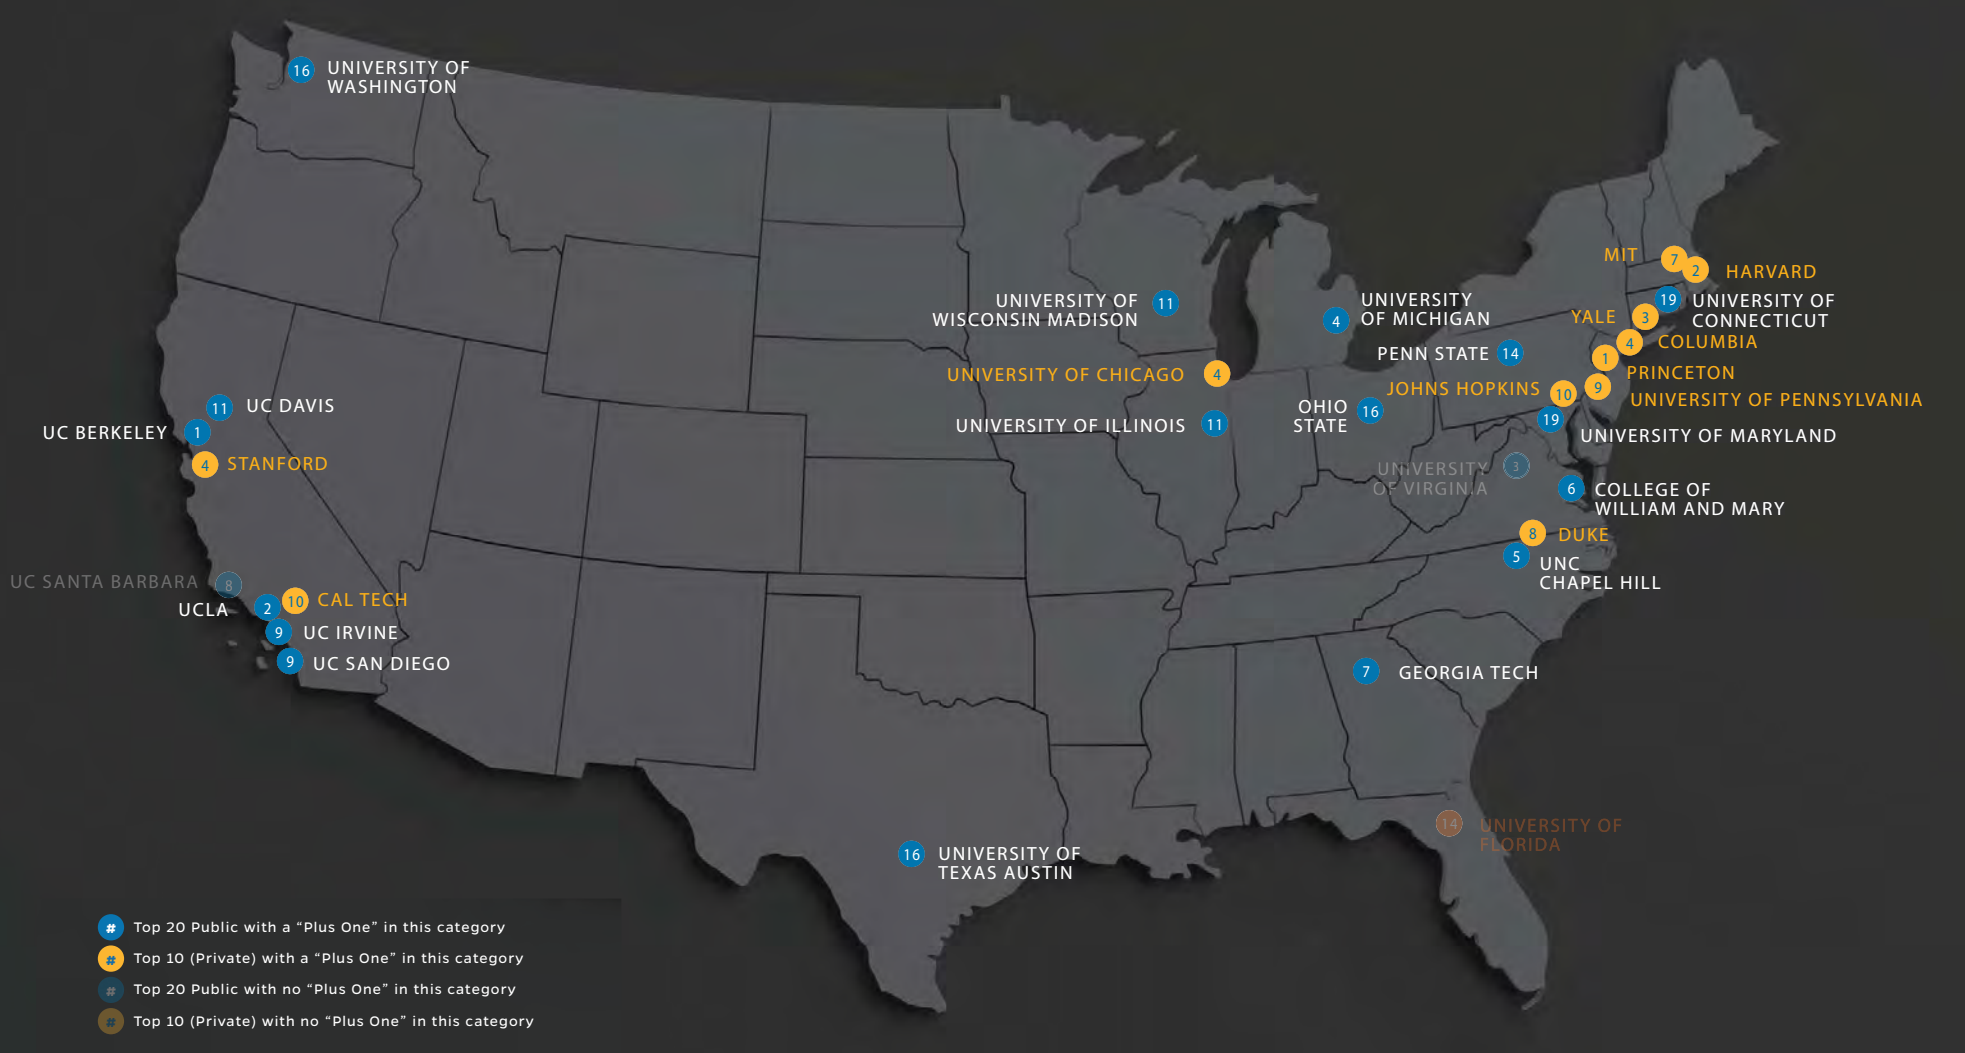 16 UNIVERSITY OF
WASHINGTON
MIT 7
2 HARVARD
UNIVERSITY OF
WISCONSIN MADISON 11
4 UNIVERSITY
OF MICHIGAN
19 UNIVERSITY OF
CONNECTICUT
YALE 3
4 COLUMBIA
PENN STATE 14
1 PRINCETON
UNIVERSITY OF CHICAGO 4
JOHNS HOPKINS 10
9 UNIVERSITY OF PENNSYLVANIA
11 UC DAVIS
OHIO
STATE 16
UC BERKELEY 1
UNIVERSITY OF ILLINOIS 11
19 UNIVERSITY OF MARYLAND
4 STANFORD
UNIVERSITY
OF VIRGINIA 3
6 COLLEGE OF
WILLIAM AND MARY
8 DUKE
5 UNC
CHAPEL HILL
UC SANTA BARBARA 8
UCLA 2
10 CAL TECH
9 UC IRVINE
9 UC SAN DIEGO
7 GEORGIA TECH
14 UNIVERSITY OF
FLORIDA
16 UNIVERSITY OF
TEXAS AUSTIN
# Top 20 Public with a “Plus One” in this category
# Top 10 (Private) with a “Plus One” in this category
# Top 20 Public with no “Plus One” in this category
# Top 10 (Private) with no “Plus One” in this category